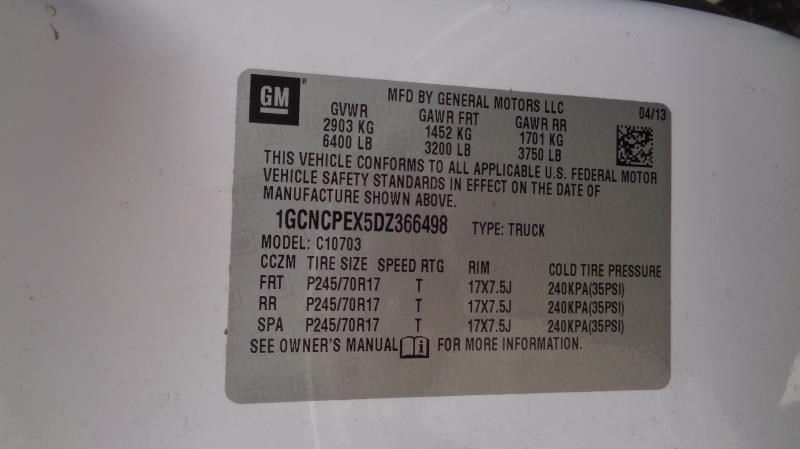 GM
MFD BY GENERAL MOTORS LLC
04/13
GVWR GAWR FRT GAWR RR
2903 KG 1452 KG 1701 KG
6400 LB 3200 LB 3750 LB
THIS VEHICLE CONFORMS TO ALL APPLICABLE U.S. FEDERAL MOTOR
VEHICLE SAFETY STANDARDS IN EFFECT ON THE DATE OF
MANUFACTURE SHOWN ABOVE.
1GCNCPEX5DZ366498 TYPE: TRUCK
MODEL: C10703
CCZM TIRE SIZE SPEED RTG RIM COLD TIRE PRESSURE
FRT P245/70R17 T 17X7.5J 240KPA(35PSI)
RR P245/70R17 T 17X7.5J 240KPA(35PSI)
SPA P245/70R17 T 17X7.5J 240KPA(35PSI)
SEE OWNER'S MANUAL i FOR MORE INFORMATION.